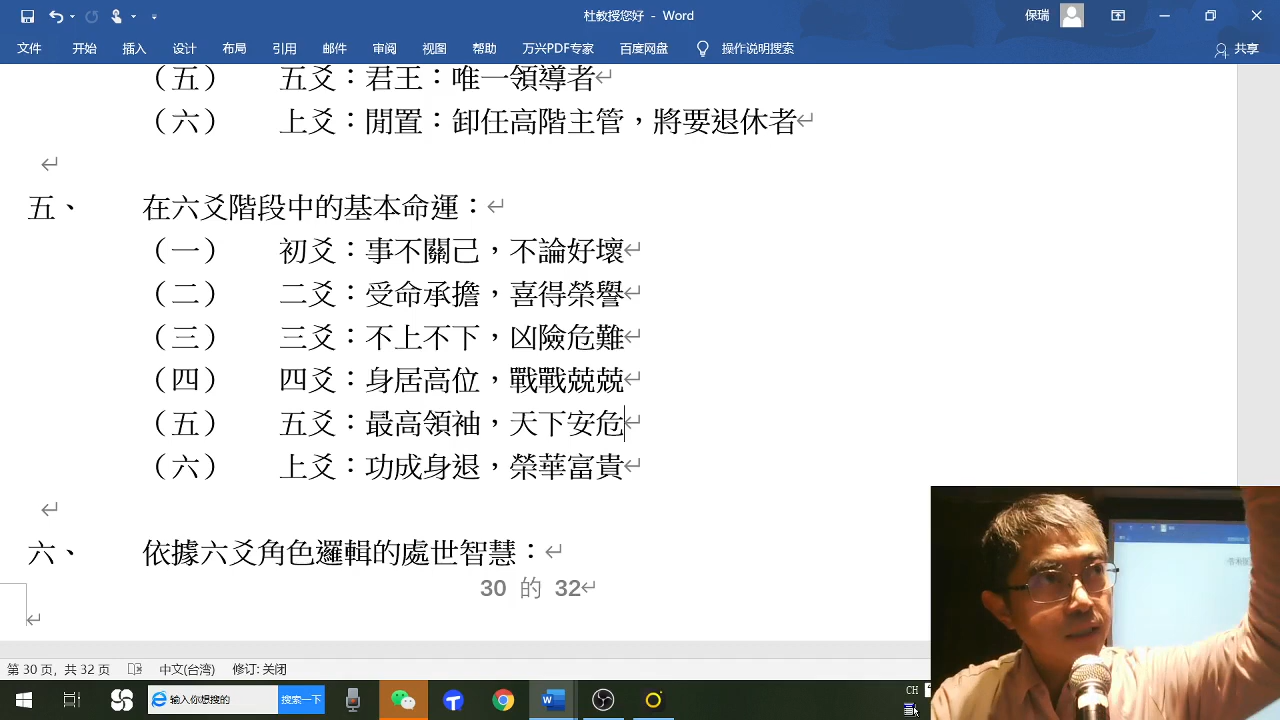 杜教授您好 - Word
保瑞
文件 开始 插入 设计 布局 引用 邮件 审阅 视图 帮助 万兴PDF专家 百度网盘 操作说明搜索 共享
（五） 五爻：君王：唯一領導者
（六） 上爻：閒置：卸任高階主管，將要退休者
五、 在六爻階段中的基本命運：
（一） 初爻：事不關己，不論好壞
（二） 二爻：受命承擔，喜得榮譽
（三） 三爻：不上不下，凶險危難
（四） 四爻：身居高位，戰戰兢兢
（五） 五爻：最高領袖，天下安危
（六） 上爻：功成身退，榮華富貴
六、 依據六爻角色邏輯的處世智慧：
30 的 32
第 30 页，共 32 页 中文(台湾) 修订: 关闭
输入你想搜的 搜索一下
CH